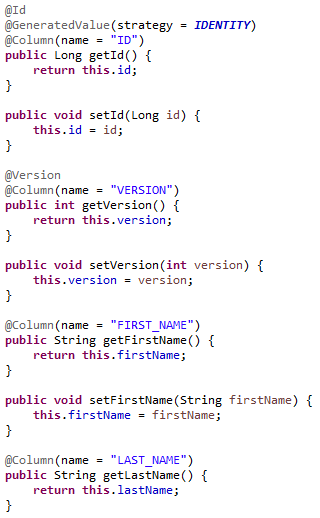 @Id
@GeneratedValue(strategy = IDENTITY)
@Column(name = "ID")
public Long getId() {
    return this.id;
}

public void setId(Long id) {
    this.id = id;
}

@Version
@Column(name = "VERSION")
public int getVersion() {
    return this.version;
}

public void setVersion(int version) {
    this.version = version;
}

@Column(name = "FIRST_NAME")
public String getFirstName() {
    return this.firstName;
}

public void setFirstName(String firstName) {
    this.firstName = firstName;
}

@Column(name = "LAST_NAME")
public String getLastName() {
    return this.lastName;
}